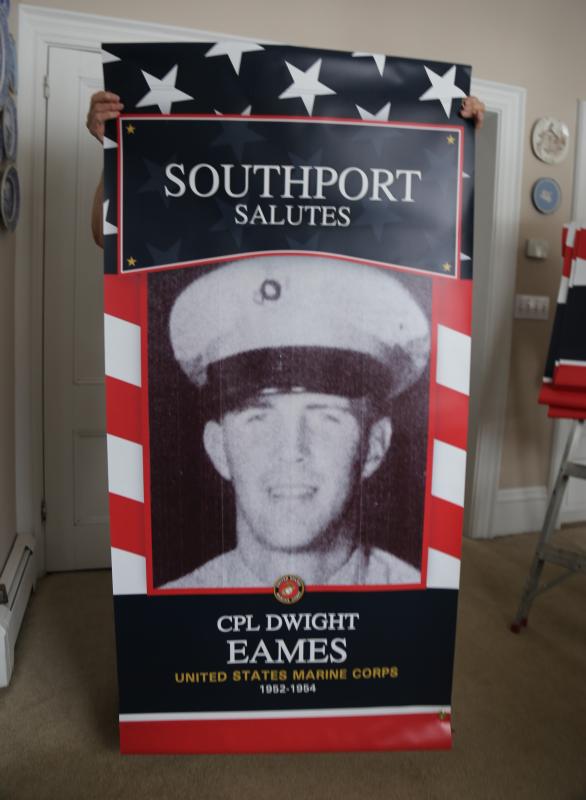 SOUTHPORT
SALUTES
CPL DWIGHT
EAMES
UNITED STATES MARINE CORPS
1952-1954